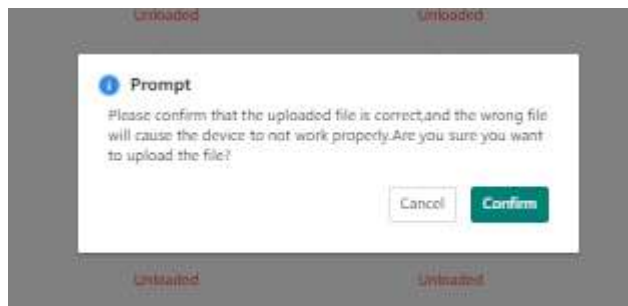 Unloaded Unloaded
Prompt
Please confirm that the uploaded file is correct,and the wrong file
will cause the device to not work properly.Are you sure you want
to upload the file?
Cancel Confirm
Unloaded Unloaded